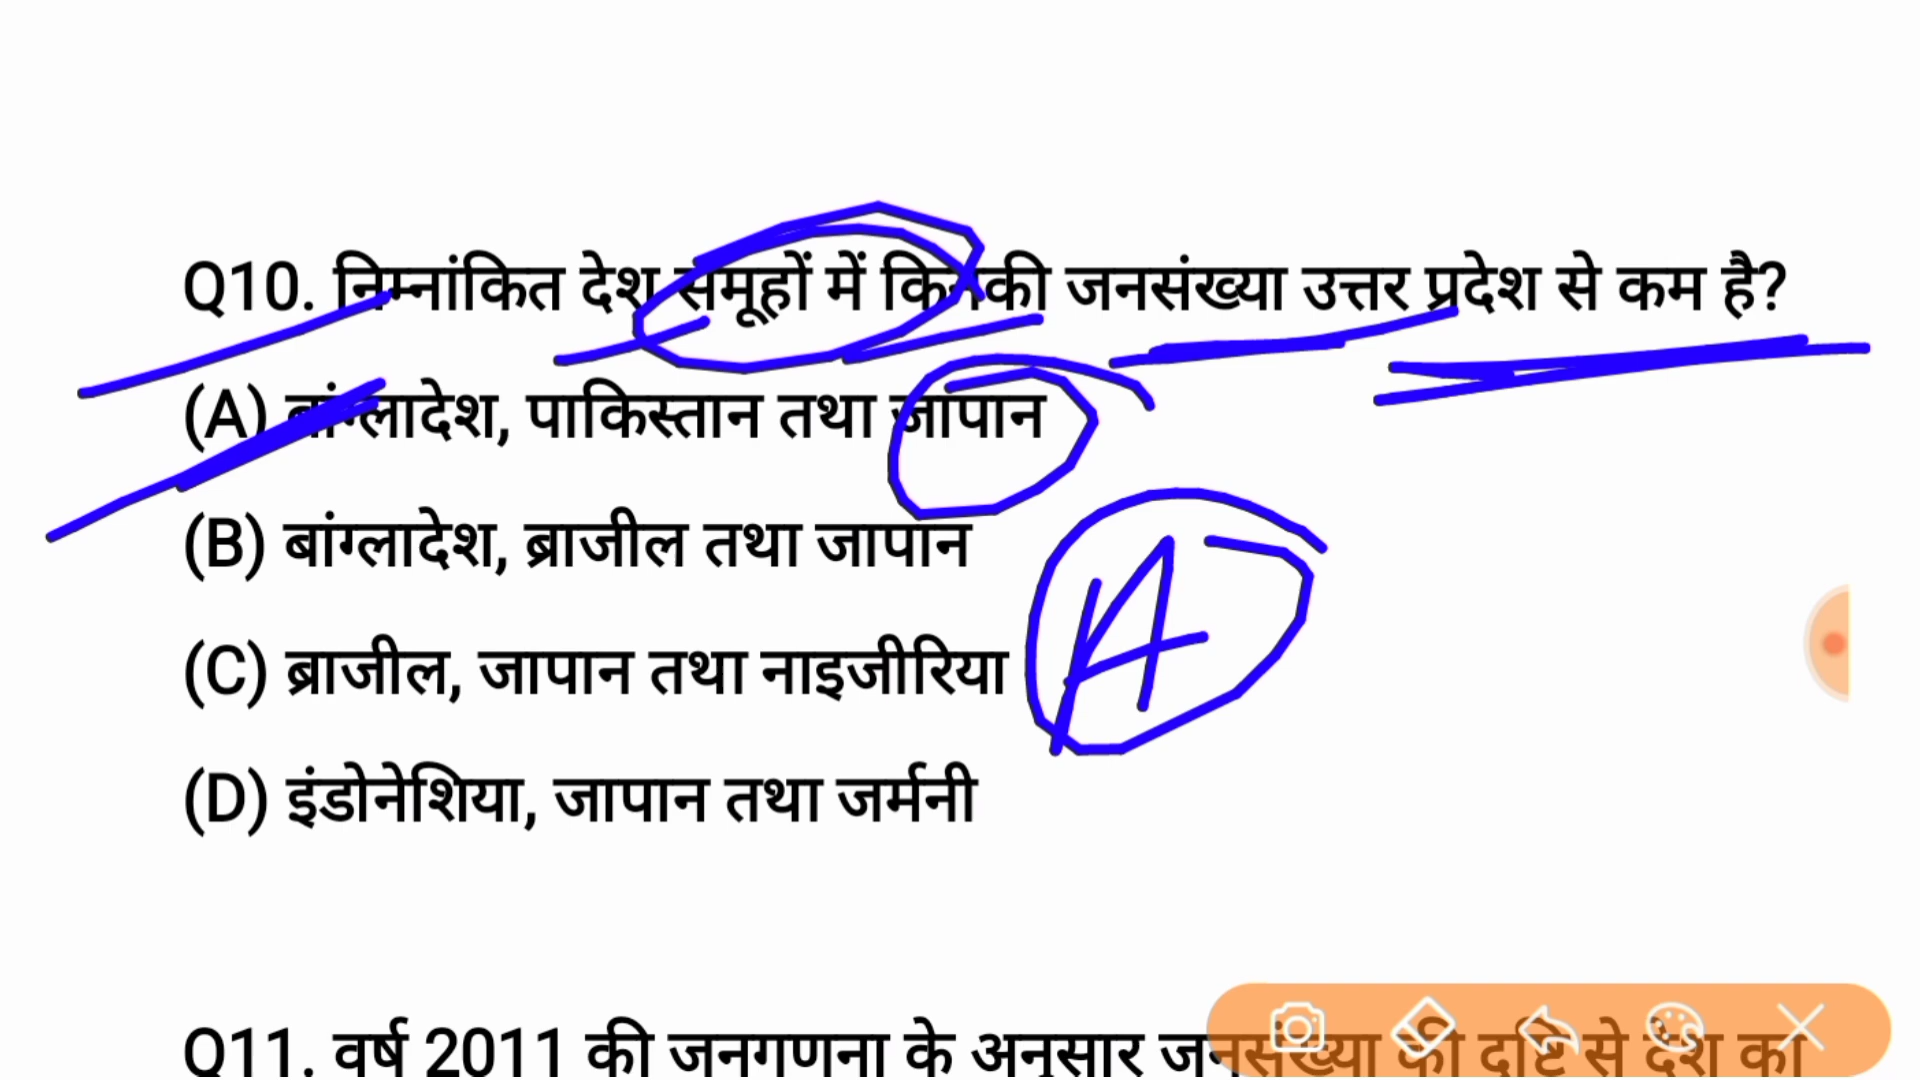 Q10. निम्नांकित देश समूहों में किनकी जनसंख्या उत्तर प्रदेश से कम है?
(A) बांग्लादेश, पाकिस्तान तथा जापान
(B) बांग्लादेश, ब्राजील तथा जापान
A
(C) ब्राजील, जापान तथा नाइजीरिया
(D) इंडोनेशिया, जापान तथा जर्मनी
Q11. वर्ष 2011 की जनगणना के अनुसार जनसंख्या की दृष्टि से देश का